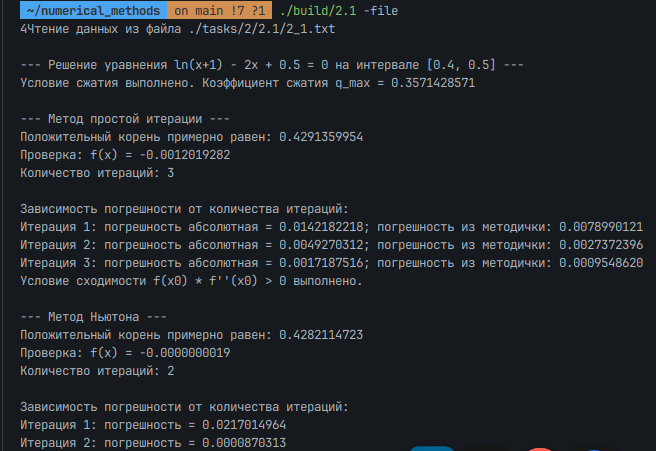 ~/numerical_methods on main !7 ?1 ./build/2.1 -file
4Чтение данных из файла ./tasks/2/2.1/2_1.txt
--- Решение уравнения ln(x+1) - 2x + 0.5 = 0 на интервале [0.4, 0.5] ---
Условие сжатия выполнено. Коэффициент сжатия q_max = 0.3571428571
--- Метод простой итерации ---
Положительный корень примерно равен: 0.4291359954
Проверка: f(x) = -0.0012019282
Количество итераций: 3
Зависимость погрешности от количества итераций:
Итерация 1: погрешность абсолютная = 0.0142182218; погрешность из методички: 0.0078990121
Итерация 2: погрешность абсолютная = 0.0049270312; погрешность из методички: 0.0027372396
Итерация 3: погрешность абсолютная = 0.0017187516; погрешность из методички: 0.0009548620
Условие сходимости f(x0) * f''(x0) > 0 выполнено.
--- Метод Ньютона ---
Положительный корень примерно равен: 0.4282114723
Проверка: f(x) = -0.0000000019
Количество итераций: 2
Зависимость погрешности от количества итераций:
Итерация 1: погрешность = 0.0217014964
Итерация 2: погрешность = 0.0000870313